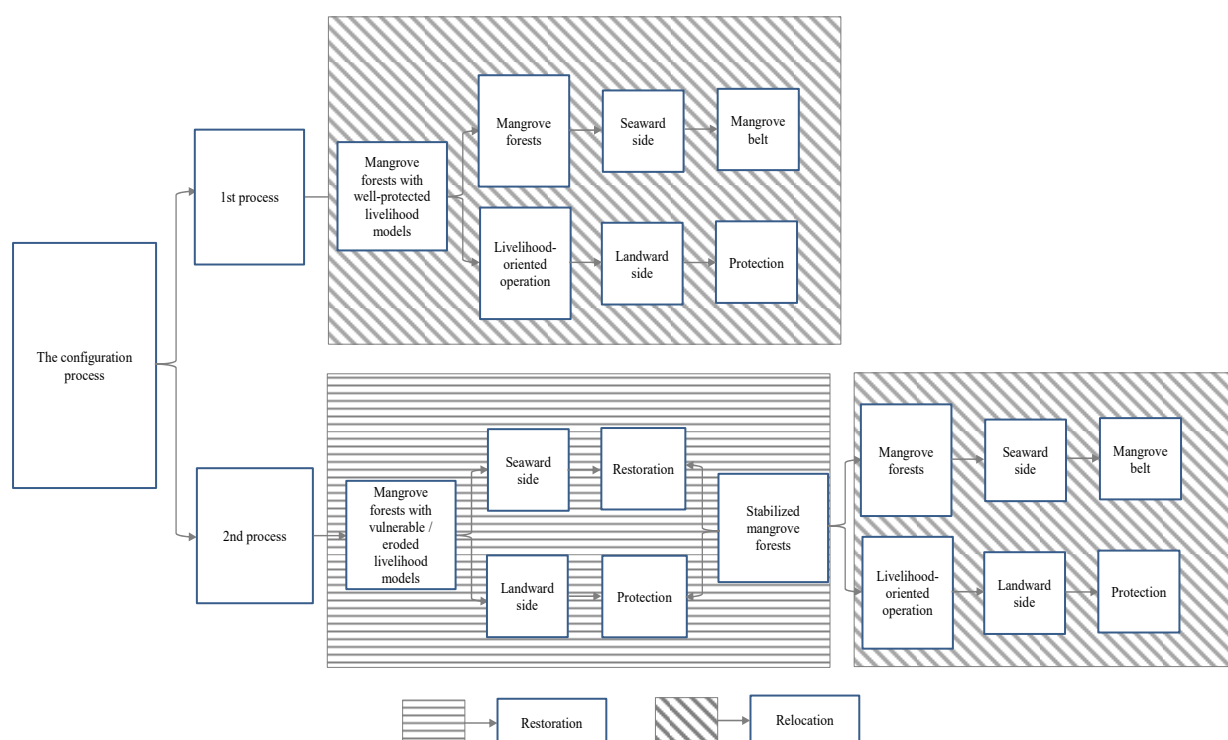 The configuration
process
1st process
Mangrove
forests with
well-protected
livelihood
models
Mangrove
forests
Seaward
side
Mangrove
belt
Livelihood-
oriented
operation
Landward
side
Protection
2nd process
Mangrove
forests with
vulnerable /
eroded
livelihood
models
Seaward
side
Restoration
Landward
side
Protection
Stabilized
mangrove
forests
Mangrove
forests
Seaward
side
Mangrove
belt
Livelihood-
oriented
operation
Landward
side
Protection
Restoration
Relocation